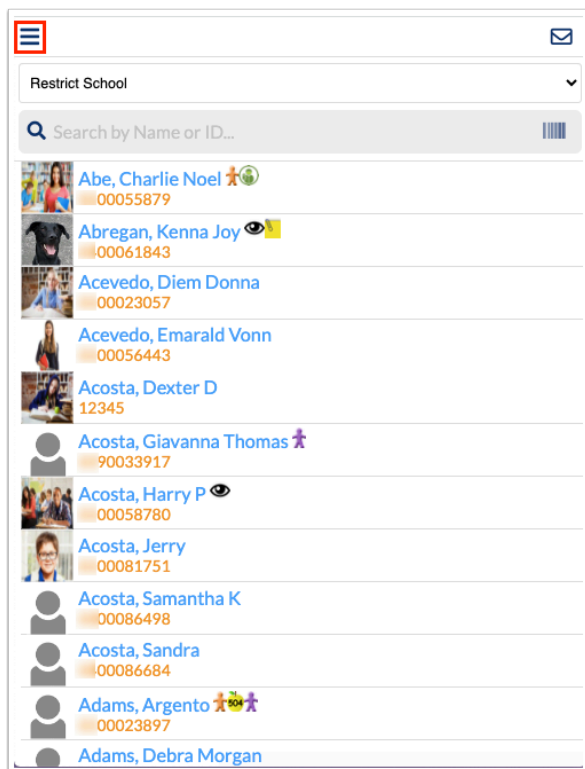 Restrict School
Search by Name or ID...
Abe, Charlie Noel
00055879
Abregan, Kenna Joy
00061843
Acevedo, Diem Donna
00023057
Acevedo, Emarald Vonn
00056443
Acosta, Dexter D
12345
Acosta, Giavanna Thomas
90033917
Acosta, Harry P
00058780
Acosta, Jerry
00081751
Acosta, Samantha K
00086498
Acosta, Sandra
00086684
Adams, Argento 504
00023897
Adams, Debra Morgan